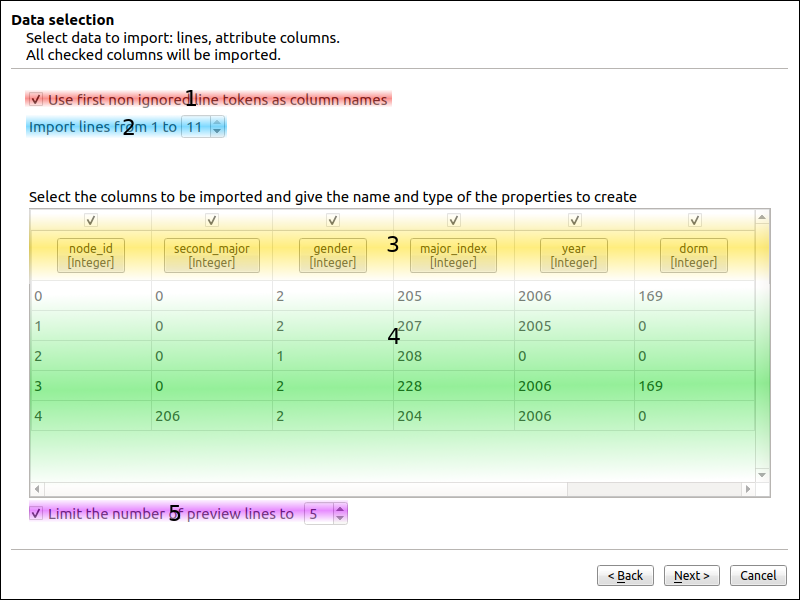 Data selection
Select data to import: lines, attribute columns.
All checked columns will be imported.
1
Use first non ignored line tokens as column names
2
Import lines from 1 to 11
Select the columns to be imported and give the name and type of the properties to create
3
node_id second_major gender major_index year dorm
[Integer] [Integer] [Integer] [Integer] [Integer] [Integer]
0 0 2 205 2006 169
1 0 2 207 2005 0
4
2 0 1 208 0 0
3 0 2 228 2006 169
4 206 2 204 2006 0
5
Limit the number of preview lines to 5
< Back Next > Cancel